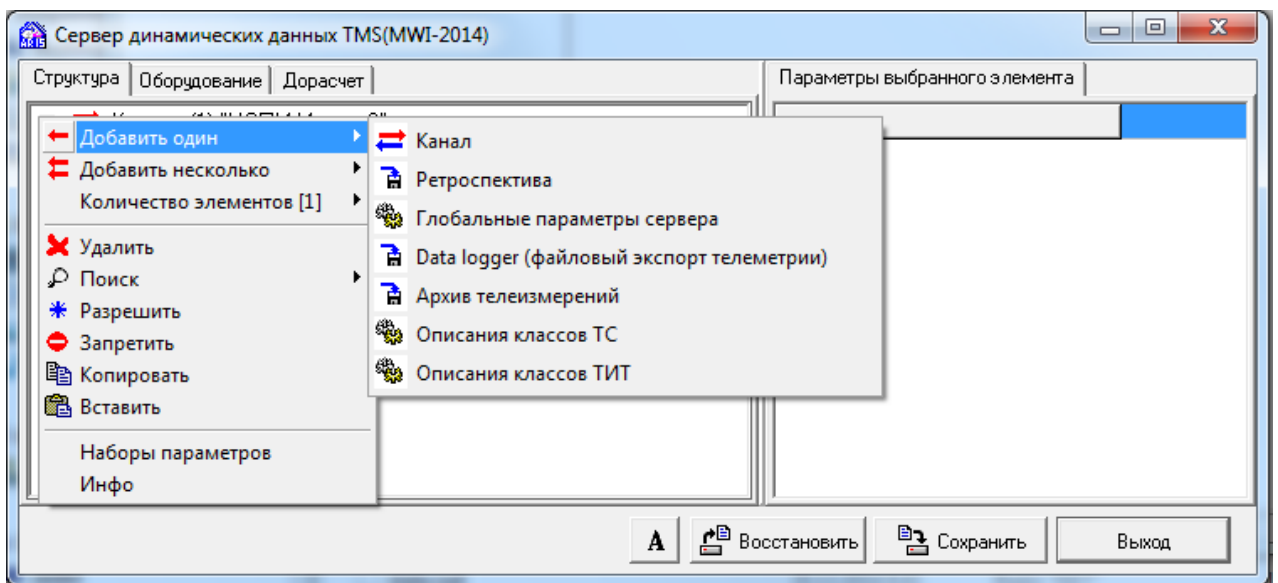 Сервер динамических данных TMS(MWI-2014)
Структура Оборудование Дорасчет
Параметры выбранного элемента
Добавить один
Добавить несколько
Количество элементов [1]
Удалить
Поиск
Разрешить
Запретить
Копировать
Вставить
Наборы параметров
Инфо
Канал
Ретроспектива
Глобальные параметры сервера
Data logger (файловый экспорт телеметрии)
Архив телеизмерений
Описания классов ТС
Описания классов ТИТ
A Восстановить Сохранить Выход